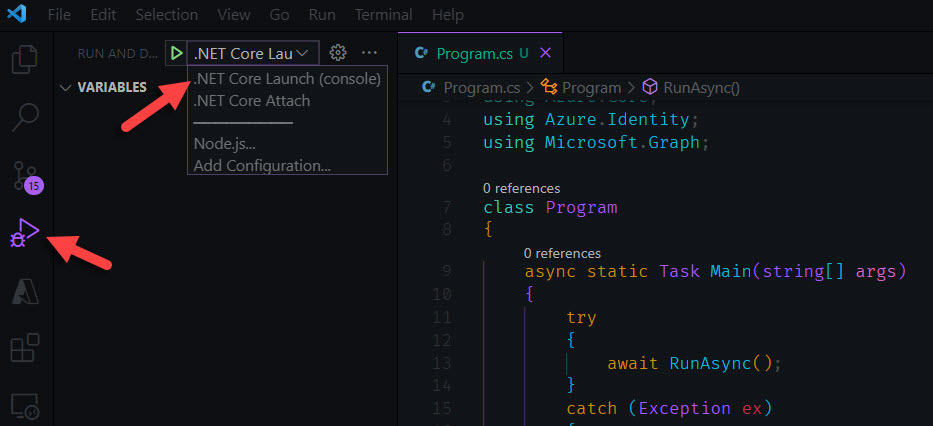 File Edit Selection View Go Run Terminal Help
RUN AND D... .NET Core Lau
VARIABLES
.NET Core Launch (console)
.NET Core Attach
Node.js...
Add Configuration...
15
Program.cs U
Program.cs > Program > RunAsync()
using Azure.Core;
4 using Azure.Identity;
5 using Microsoft.Graph;
6
0 references
7 class Program
8 {
0 references
9 async static Task Main(string[] args)
10 {
11 try
12 {
13 await RunAsync();
14 }
15 catch (Exception ex)